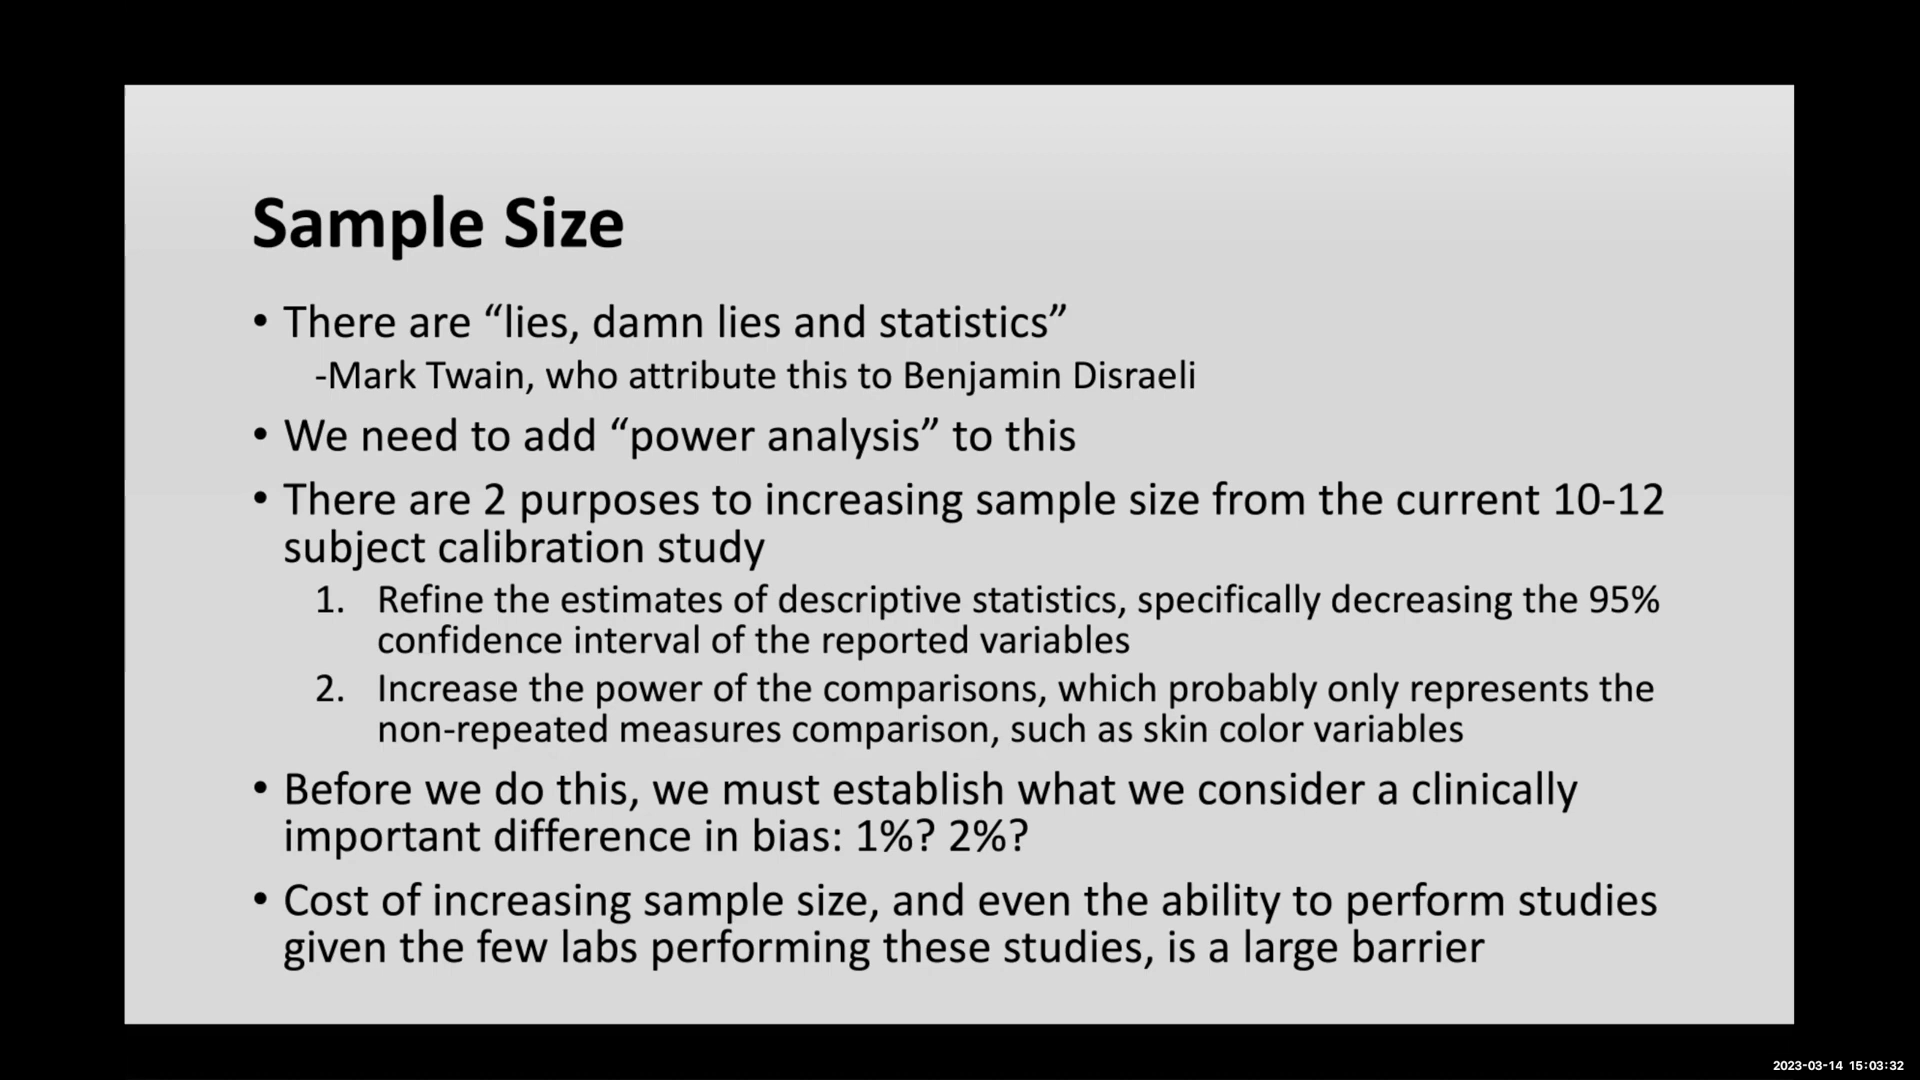 Sample Size
• There are “lies, damn lies and statistics”
-Mark Twain, who attribute this to Benjamin Disraeli
• We need to add “power analysis” to this
• There are 2 purposes to increasing sample size from the current 10-12
subject calibration study
1. Refine the estimates of descriptive statistics, specifically decreasing the 95%
confidence interval of the reported variables
2. Increase the power of the comparisons, which probably only represents the
non-repeated measures comparison, such as skin color variables
• Before we do this, we must establish what we consider a clinically
important difference in bias: 1%? 2%?
• Cost of increasing sample size, and even the ability to perform studies
given the few labs performing these studies, is a large barrier
2023-03-14 15:03:32